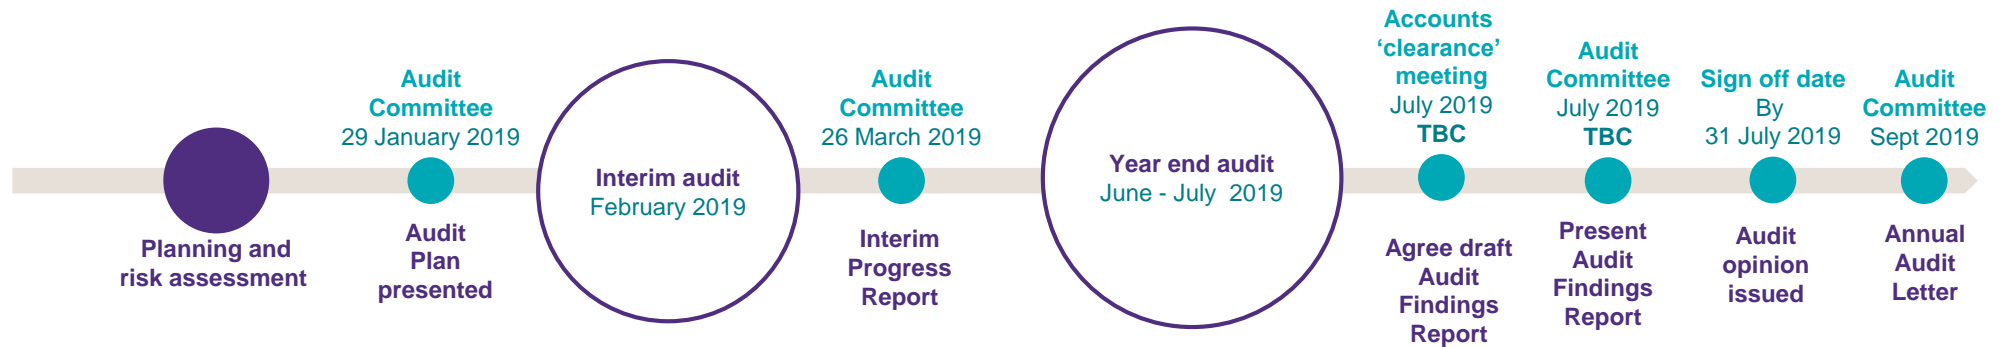 Planning and
risk assessment
Audit
Committee
29 January 2019
Audit
Plan
presented
Interim audit
February 2019
Audit
Committee
26 March 2019
Interim
Progress
Report
Year end audit
June - July 2019
Accounts
‘clearance’
meeting
July 2019
TBC
Agree draft
Audit
Findings
Report
Audit
Committee
July 2019
TBC
Present
Audit
Findings
Report
Sign off date
By
31 July 2019
Audit
opinion
issued
Audit
Committee
Sept 2019
Annual
Audit
Letter